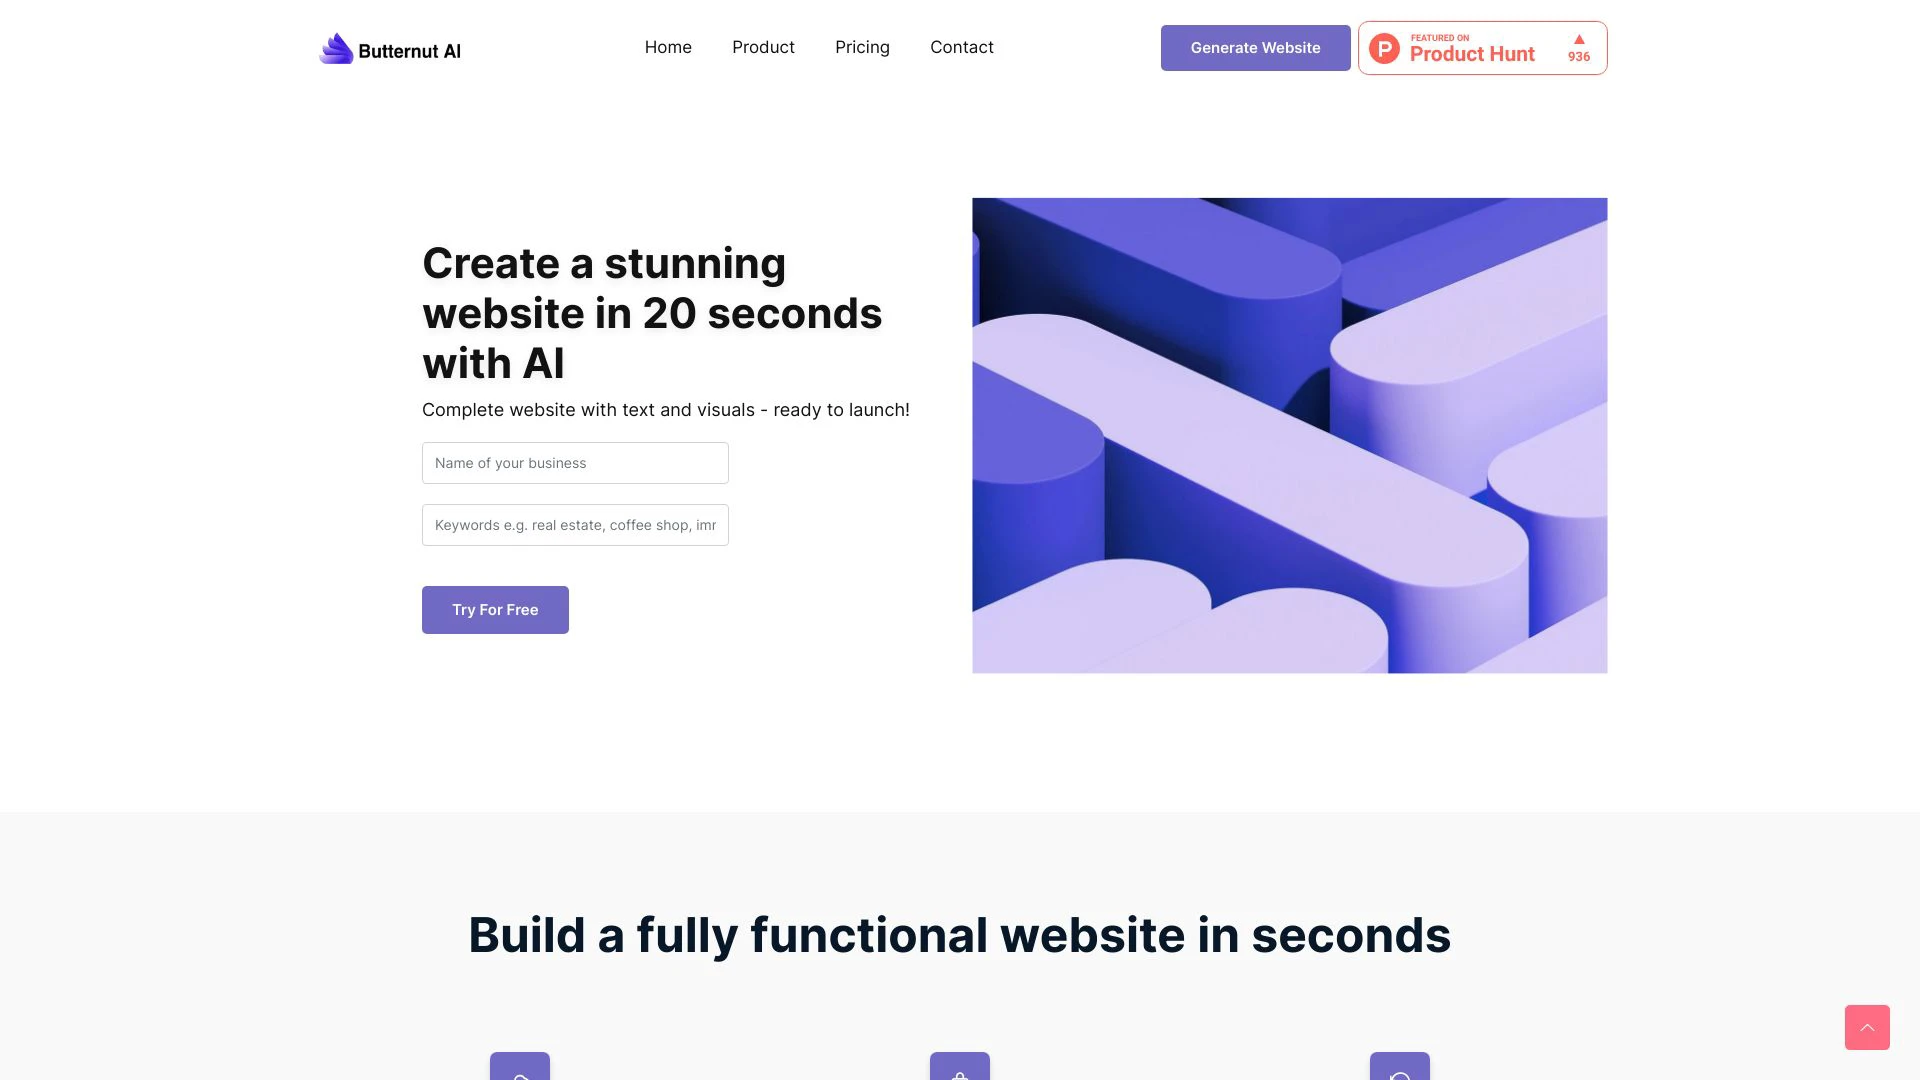 Butternut AI
Home
Product
Pricing
Contact
Generate Website
FEATURED ON
Product Hunt
936
Create a stunning
website in 20 seconds
with AI
Complete website with text and visuals - ready to launch!
Name of your business
Keywords e.g. real estate, coffee shop, imr
Try For Free
Build a fully functional website in seconds